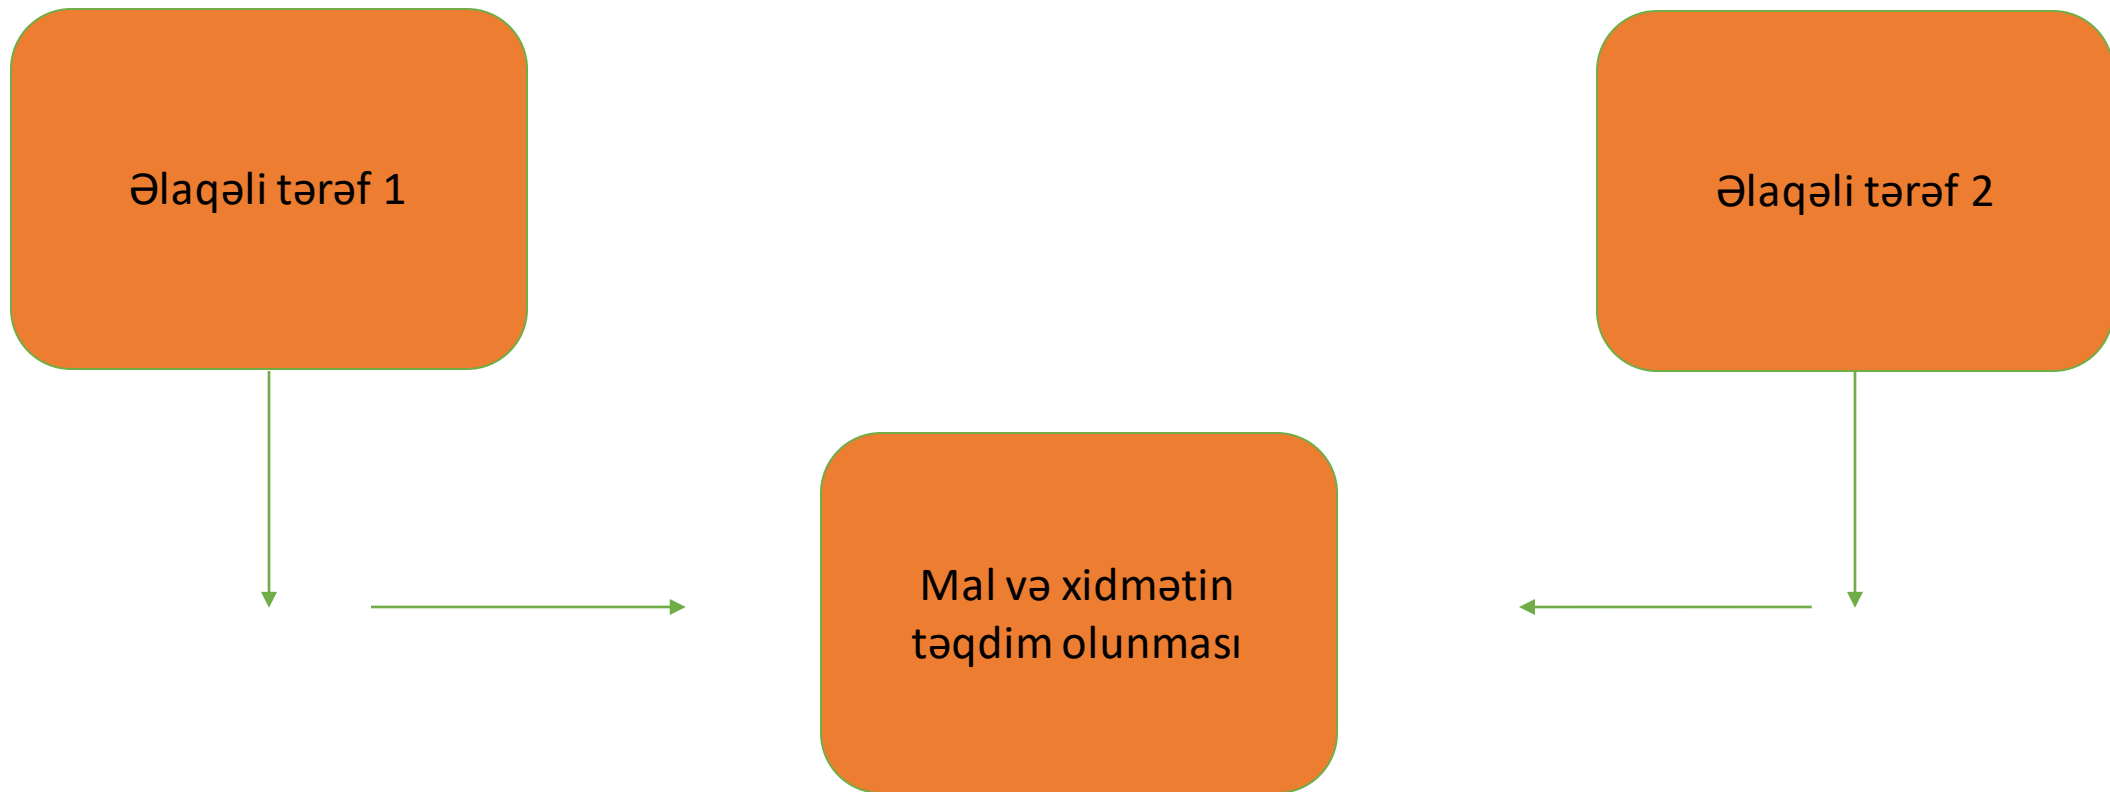 Əlaqəli tərəf 1
Əlaqəli tərəf 2
Mal və xidmətin
təqdim olunması